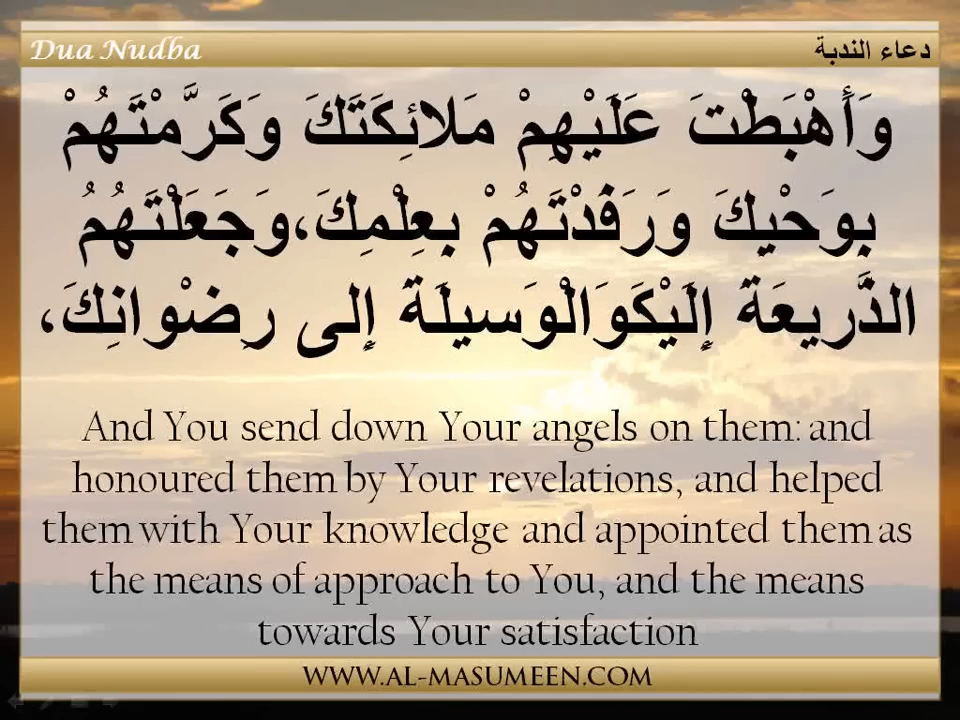 Dua Nudba
دعاء الندبة
وَأَهْبَطْتَ عَلَيْهِمْ مَلائِكَتَكَ وَكَرَّمْتَهُمْ
بِوَحْيِكَ وَرَفَدْتَهُمْ بِعِلْمِكَ،وَجَعَلْتَهُمُ
الذَّرِيعَةَ إِلَيْكَوَالْوَسيلَةَ إِلى رِضْوانِكَ،
And You send down Your angels on them: and
honoured them by Your revelations, and helped
them with Your knowledge and appointed them as
the means of approach to You, and the means
towards Your satisfaction
WWW.AL-MASUMEEN.COM